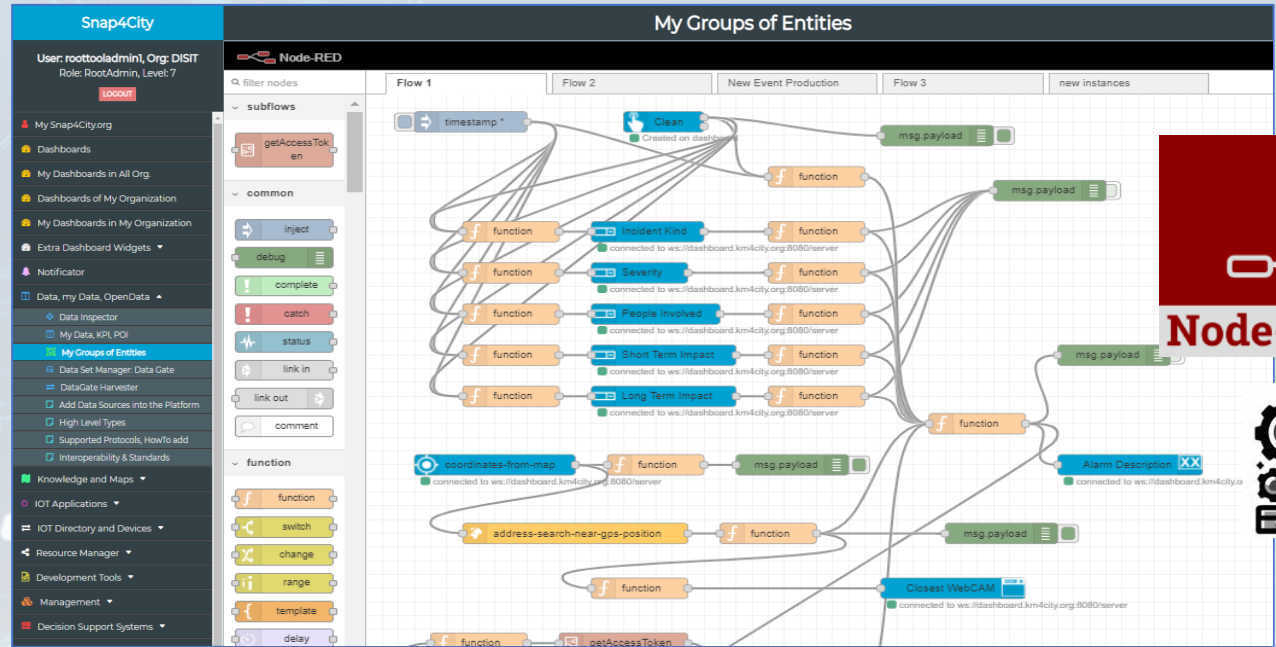 Snap4City
My Groups of Entities
User: roottooladmin1, Org: DISIT
Role: RootAdmin, Level: 7
LOGOUT
My Snap4City.org
Dashboards
My Dashboards in All Org.
Dashboards of My Organization
My Dashboards in My Organization
Extra Dashboard Widgets
Notificator
Data, my Data, OpenData
Data Inspector
My Data, KPI, POI
My Groups of Entities
Data Set Manager: Data Gate
DataGate Harvester
Add Data Sources into the Platform
High Level Types
Supported Protocols, HowTo add
Interoperability & Standards
Knowledge and Maps
IOT Applications
IOT Directory and Devices
Resource Manager
Development Tools
Management
Decision Support Systems
Node-RED
filter nodes
subflows
getAccessTok
en
common
inject
debug
complete
catch
status
link in
link out
comment
function
function
switch
change
range
template
delay
Flow 1
Flow 2
New Event Production
Flow 3
new instances
timestamp *
Clean
Created on dashboard
msg.payload
function
msg.payload
function
Incident Kind
function
connected to ws://dashboard.km4city.org:8080/server
function
Severity
function
connected to ws://dashboard.km4city.org:8080/server
function
People Involved
function
connected to ws://dashboard.km4city.org:8080/server
function
Short Term Impact
function
connected to ws://dashboard.km4city.org:8080/server
msg.payload
function
Long Term Impact
function
connected to ws://dashboard.km4city.org:8080/server
function
coordinates-from-map
function
msg.payload
connected to ws://dashboard.km4city.org:8080/server
Alarm Description XX
connected to ws://dashboard.km4city.o
address-search-near-gps-position
function
msg.payload
function
Closest WebCAM
connected to ws://dashboard.km4city.org:8080/server
function
getAccessToken
Node